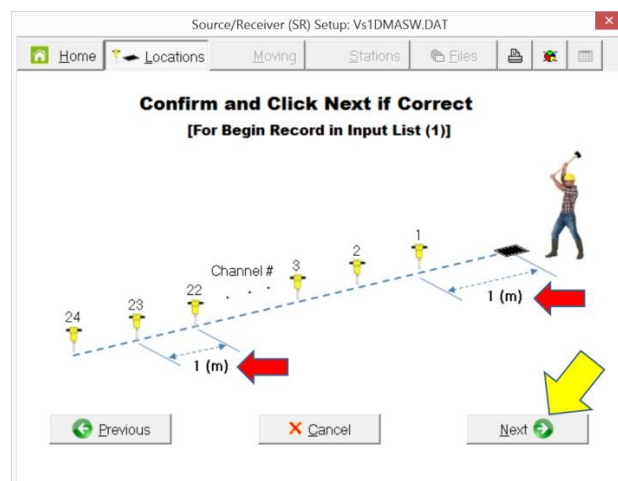 Source/Receiver (SR) Setup: Vs1DMASW.DAT
Home Locations Moving Stations Files
Confirm and Click Next if Correct
[For Begin Record in Input List (1)]
1
2
3
Channel #
22
. . .
23
24
1 (m)
1 (m)
Previous Cancel Next